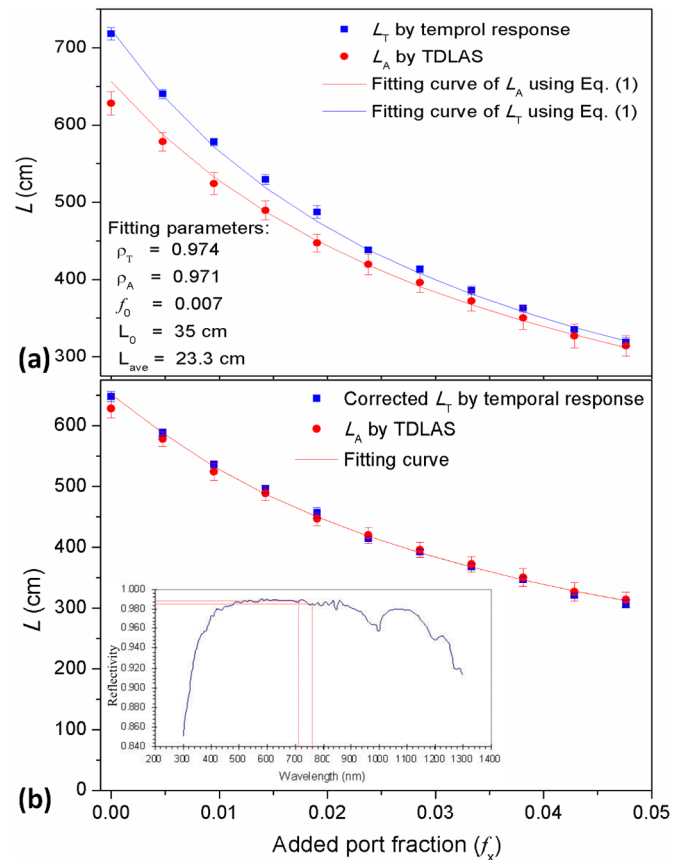 700
600
500
400
300
L (cm)
L_T by temprol response
L_A by TDLAS
Fitting curve of L_A using Eq. (1)
Fitting curve of L_T using Eq. (1)
Fitting parameters:
ρ_T = 0.974
ρ_A = 0.971
f_0 = 0.007
L_0 = 35 cm
L_ave = 23.3 cm
(a)
600
500
400
300
200
100
0
L (cm)
Corrected L_T by temporal response
L_A by TDLAS
Fitting curve
1.000
0.980
0.960
0.940
0.920
0.900
0.880
0.860
0.840
Reflectivity
200 300 400 500 600 700 800 900 1000 1100 1200 1300 1400
Wavelength (nm)
(b)
0.00 0.01 0.02 0.03 0.04 0.05
Added port fraction (f_x)